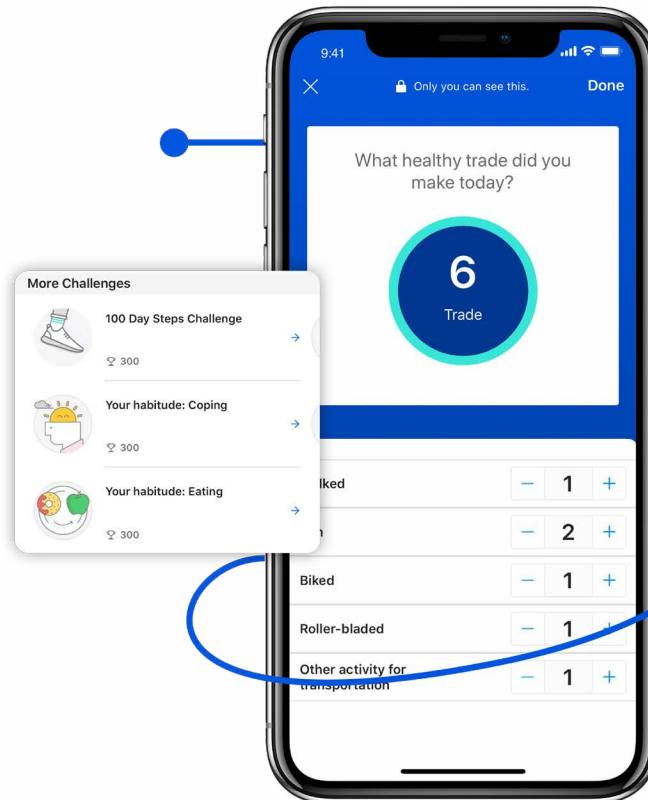 9:41
Only you can see this.
Done
What healthy trade did you
make today?
6
Trade
More Challenges
100 Day Steps Challenge
300
Your habitude: Coping
300
Your habitude: Eating
300
1
2
Biked
1
Roller-bladed
1
Other activity for
transportation
1